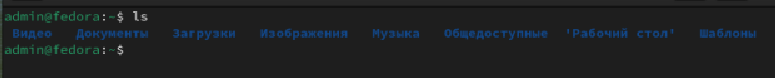 admin@fedora:~$ ls
Видео Документы Загрузки Изображения Музыка Общедоступные 'Рабочий стол' Шаблоны
admin@fedora:~$